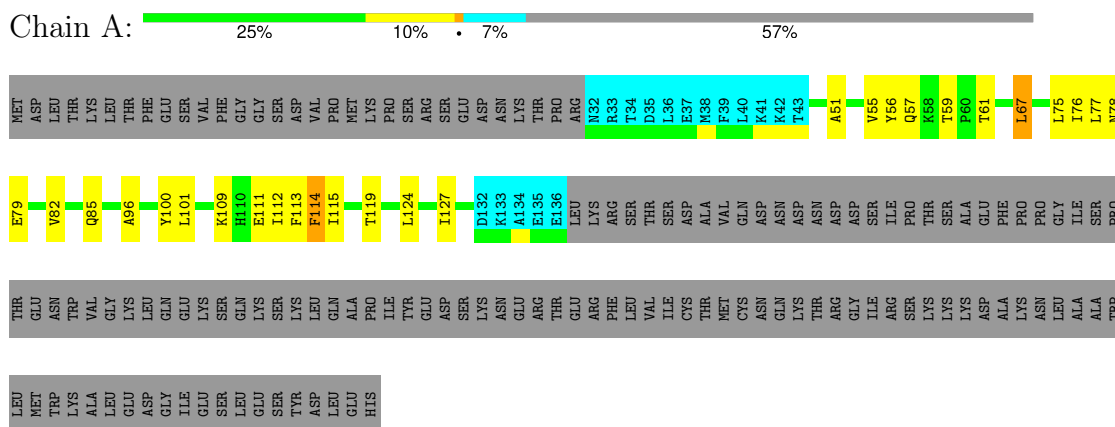 Chain A:
25% 10% • 7% 57%
MET ASP LEU THR LYS LEU THR PHE GLU SER VAL PHE GLY GLY SER ASP VAL PRO MET LYS PRO SER ARG SER GLU ASP ASN LYS THR PRO ARG N32 R33 T34 D35 L36 E37 M38 F39 L40 K41 K42 T43 A51 V55 Y56 Q57 K58 T59 P60 T61 L67 L75 I76 L77 N78
E79 V82 Q85 A96 Y100 L101 K109 H110 E111 I112 F113 F114 I115 T119 L124 I127 D132 K133 A134 E135 E136 LEU LYS ARG SER THR SER ASP ALA VAL GLN ASP ASN ASP ASN ASP ASP SER ILE PRO THR SER ALA GLU PHE PRO PRO GLY ILE SER PRO
THR GLU ASN TRP VAL GLY LYS LEU GLN GLU LYS SER GLN LYS SER LYS LEU GLN ALA PRO ILE TYR GLU ASP SER LYS ASN GLU ARG THR GLU ARG PHE LEU VAL ILE CYS THR MET CYS ASN GLN LYS THR ARG GLY ILE ARG SER LYS LYS LYS ASP ALA LYS ASN LEU ALA ALA TRP
LEU MET TRP LYS ALA LEU GLU ASP GLY ILE GLU SER LEU GLU SER TYR ASP LEU GLU HIS